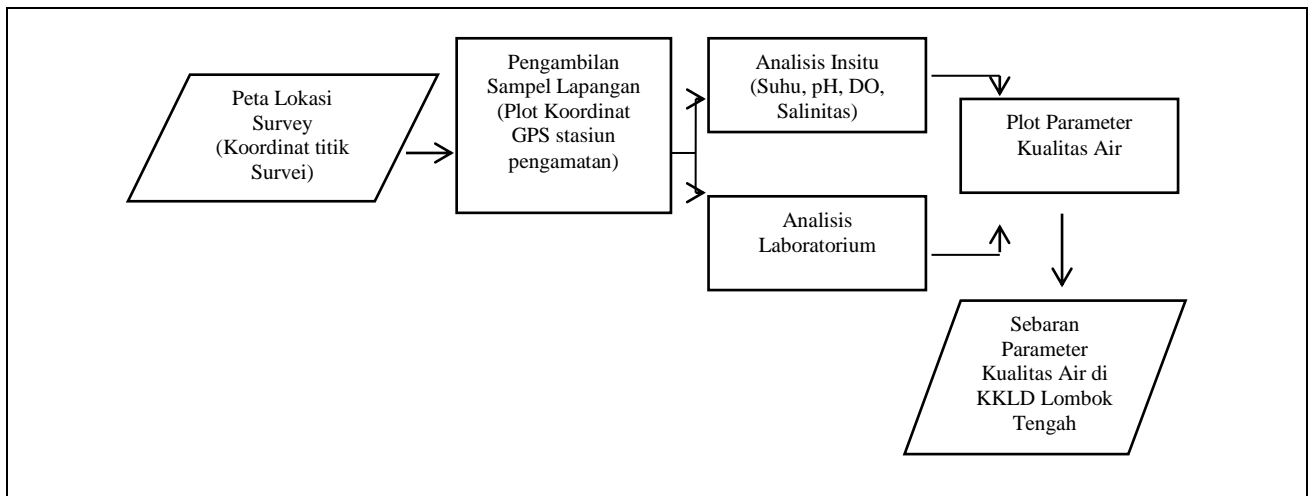 Peta Lokasi
Survey
(Koordinat titik
Survei)
Pengambilan
Sampel Lapangan
(Plot Koordinat
GPS stasiun
pengamatan)
Analisis Insitu
(Suhu, pH, DO,
Salinitas)
Analisis
Laboratorium
Plot Parameter
Kualitas Air
Sebaran
Parameter
Kualitas Air di
KKLD Lombok
Tengah